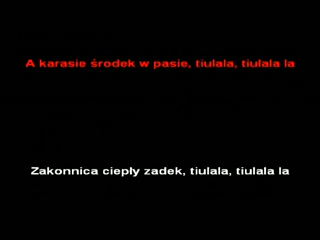 A karasie środek w pasie, tiulala, tiulala la
Zakonnica ciepły zadek, tiulala, tiulala la